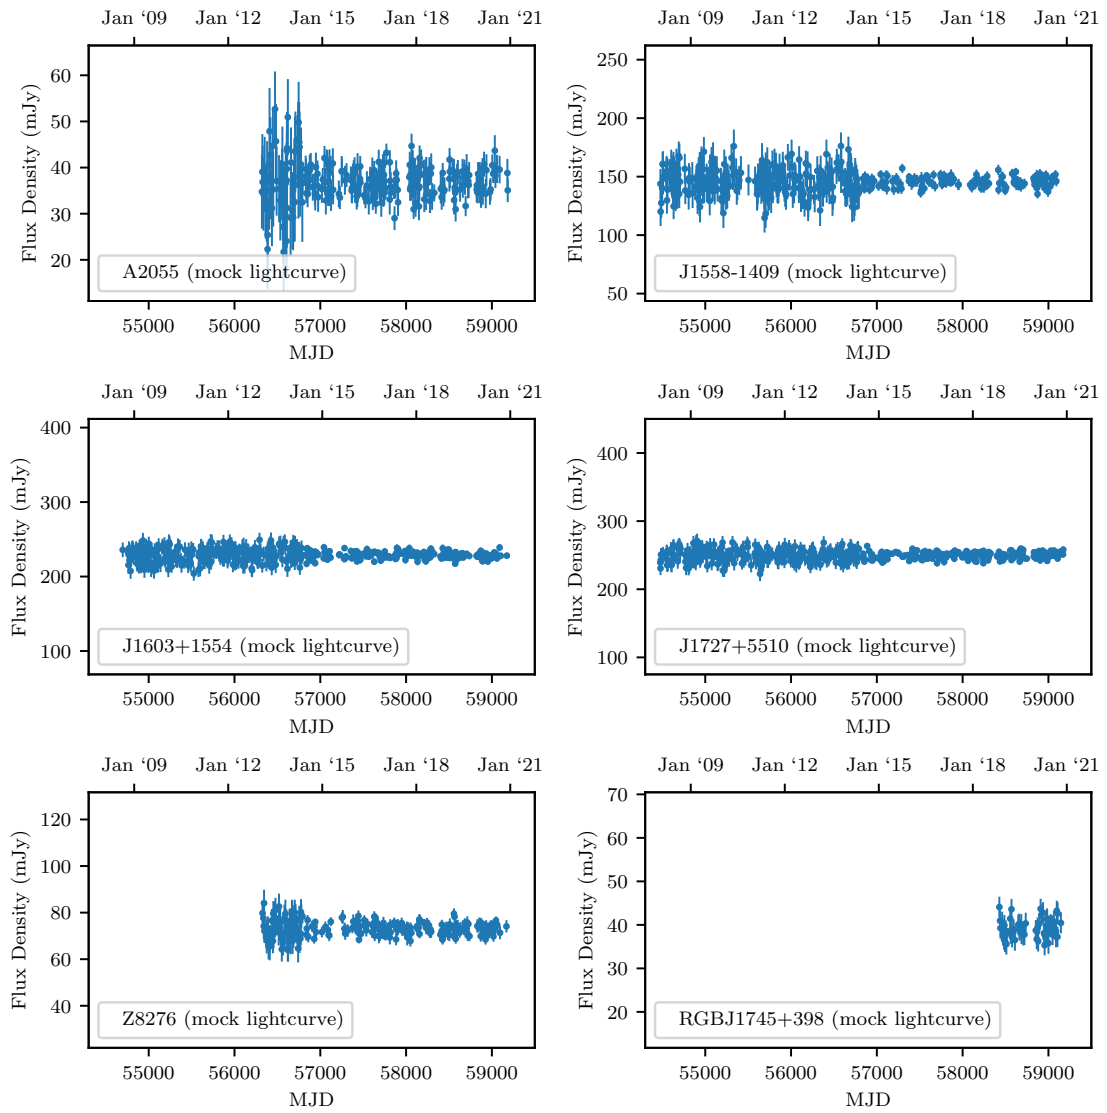 Jan ‘09 Jan ‘12 Jan ‘15 Jan ‘18 Jan ‘21
60
50
40
30
20
Flux Density (mJy)
A2055 (mock lightcurve)
55000 56000 57000 58000 59000
MJD
Jan ‘09 Jan ‘12 Jan ‘15 Jan ‘18 Jan ‘21
250
200
150
100
50
Flux Density (mJy)
J1558-1409 (mock lightcurve)
55000 56000 57000 58000 59000
MJD
Jan ‘09 Jan ‘12 Jan ‘15 Jan ‘18 Jan ‘21
400
300
200
100
Flux Density (mJy)
J1603+1554 (mock lightcurve)
55000 56000 57000 58000 59000
MJD
Jan ‘09 Jan ‘12 Jan ‘15 Jan ‘18 Jan ‘21
400
300
200
100
Flux Density (mJy)
J1727+5510 (mock lightcurve)
55000 56000 57000 58000 59000
MJD
Jan ‘09 Jan ‘12 Jan ‘15 Jan ‘18 Jan ‘21
120
100
80
60
40
Flux Density (mJy)
Z8276 (mock lightcurve)
55000 56000 57000 58000 59000
MJD
Jan ‘09 Jan ‘12 Jan ‘15 Jan ‘18 Jan ‘21
70
60
50
40
30
20
Flux Density (mJy)
RGBJ1745+398 (mock lightcurve)
55000 56000 57000 58000 59000
MJD